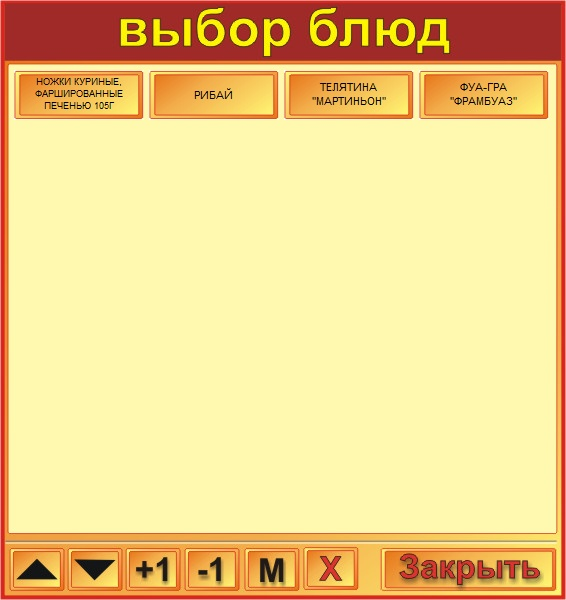 выбор блюд
НОЖКИ КУРИНЫЕ,
ФАРШИРОВАННЫЕ
ПЕЧЕНЬЮ 105Г
РИБАЙ
ТЕЛЯТИНА
"МАРТИНЬОН"
ФУА-ГРА
"ФРАМБУАЗ"
+1 -1 М X Закрыть